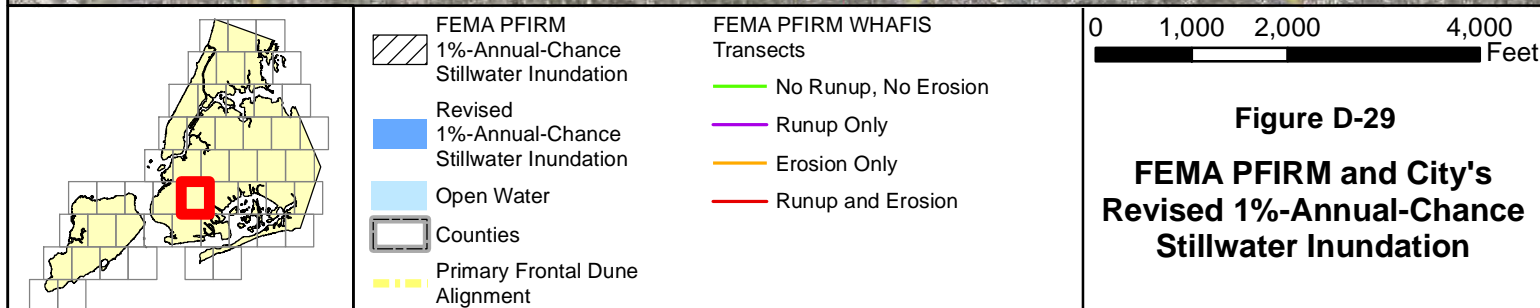 FEMA PFIRM
1%-Annual-Chance
Stillwater Inundation
Revised
1%-Annual-Chance
Stillwater Inundation
Open Water
Counties
Primary Frontal Dune
Alignment
FEMA PFIRM WHAFIS
Transects
No Runup, No Erosion
Runup Only
Erosion Only
Runup and Erosion
0 1,000 2,000 4,000
Feet
Figure D-29
FEMA PFIRM and City's
Revised 1%-Annual-Chance
Stillwater Inundation